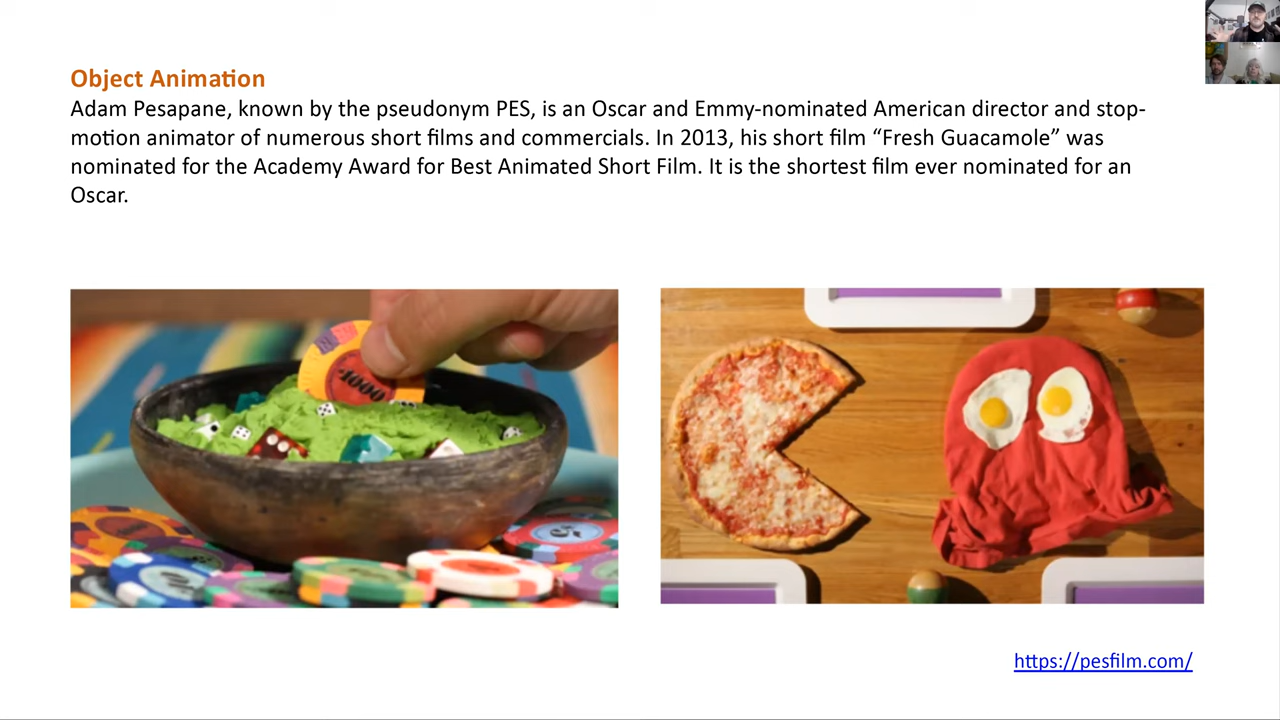 Object Animation
Adam Pesapane, known by the pseudonym PES, is an Oscar and Emmy-nominated American director and stop-
motion animator of numerous short films and commercials. In 2013, his short film “Fresh Guacamole” was
nominated for the Academy Award for Best Animated Short Film. It is the shortest film ever nominated for an
Oscar.
1000
https://pesfilm.com/